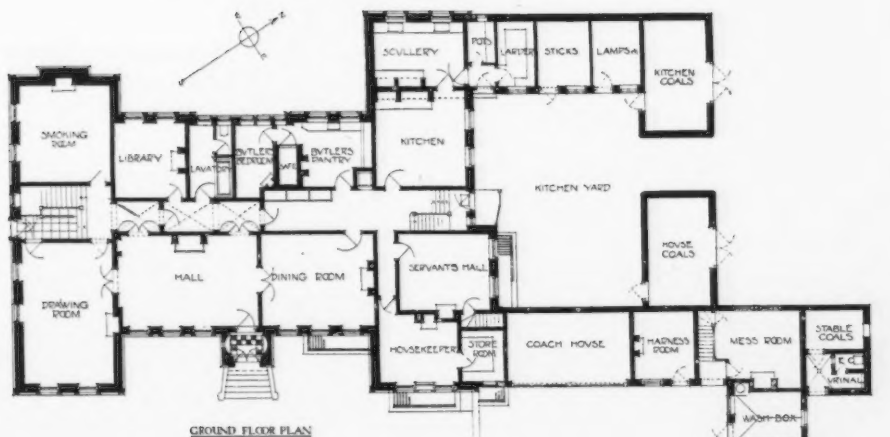 SCULLERY
POTS
LARDER
STICKS
LAMPS &c
KITCHEN
COALS
SMOKING
ROOM
LIBRARY
LAVATORY
BUTLERS
BEDROOM
SAFE
BUTLERS
PANTRY
KITCHEN
KITCHEN YARD
HOUSE
COALS
DRAWING
ROOM
HALL
DINING ROOM
SERVANTS
HALL
HOUSEKEEPER
STORE
ROOM
COACH HOUSE
HARNESS
ROOM
MESS ROOM
STABLE
COALS
E.C.
URINAL
WASH BOX
GROUND FLOOR PLAN